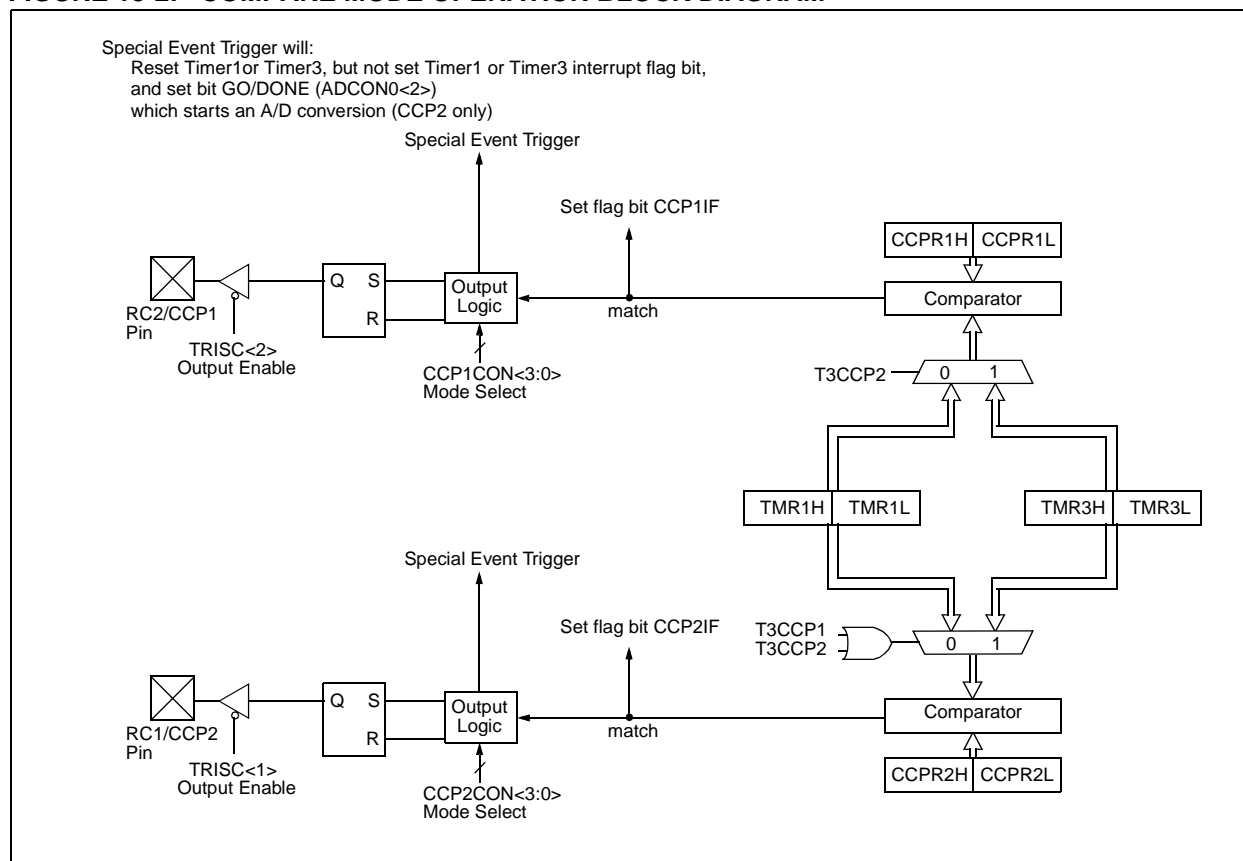 Special Event Trigger will:
Reset Timer1or Timer3, but not set Timer1 or Timer3 interrupt flag bit,
and set bit GO/DONE (ADCON0<2>)
which starts an A/D conversion (CCP2 only)
Special Event Trigger
Set flag bit CCP1IF
CCPR1H CCPR1L
Q S
R
Output
Logic
Comparator
match
RC2/CCP1
Pin
TRISC<2>
Output Enable
CCP1CON<3:0>
Mode Select
T3CCP2
0 1
TMR1H TMR1L
TMR3H TMR3L
Special Event Trigger
Set flag bit CCP2IF
T3CCP1
T3CCP2
0 1
Q S
R
Output
Logic
Comparator
match
RC1/CCP2
Pin
TRISC<1>
Output Enable
CCP2CON<3:0>
Mode Select
CCPR2H CCPR2L